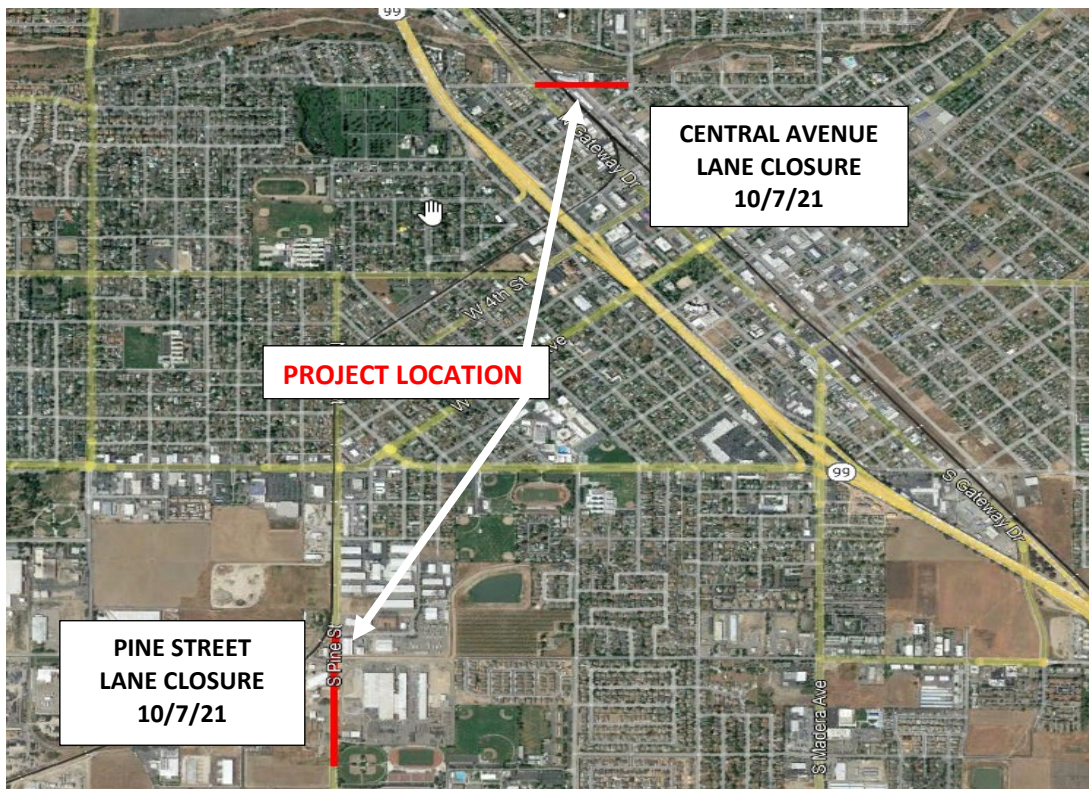 99
CENTRAL AVENUE
LANE CLOSURE
10/7/21
Gateway Dr
W 4th St
Ave
PROJECT LOCATION
99
S Gateway Dr
S Pine St
PINE STREET
LANE CLOSURE
10/7/21
S Madera Ave